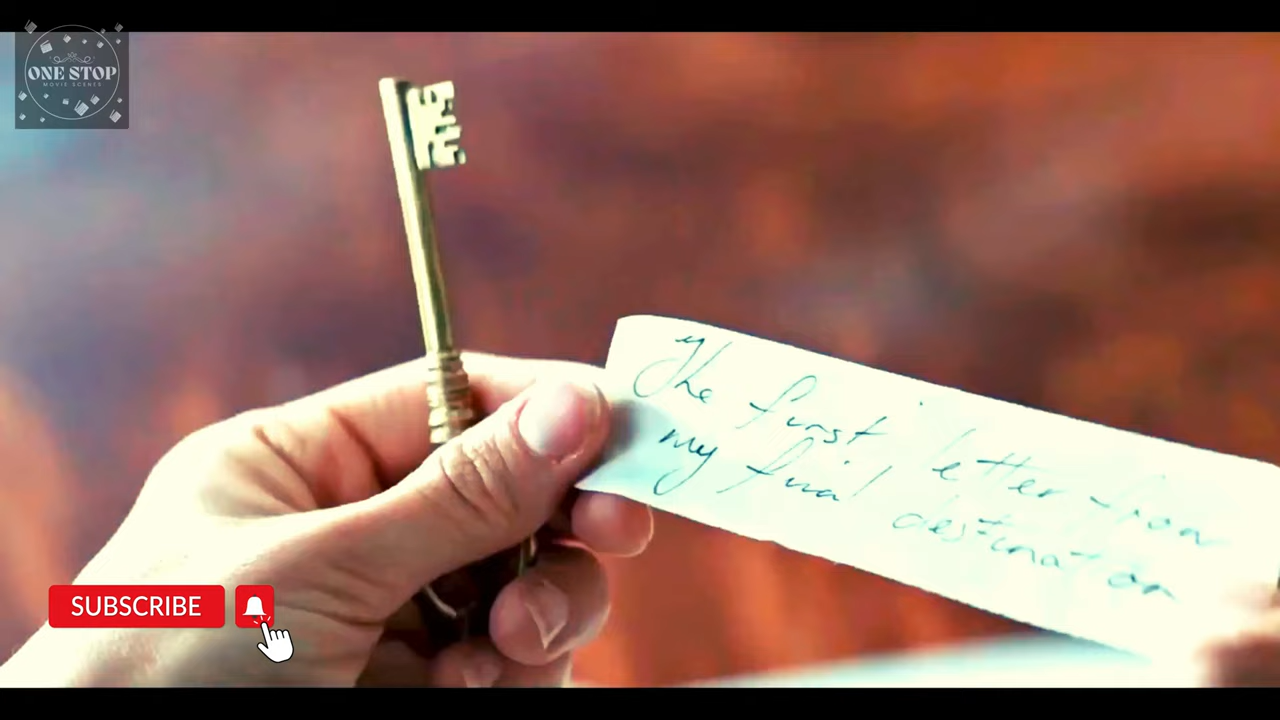 ONE STOP
MOVIE SCENES
The first letter from
my final destination
SUBSCRIBE